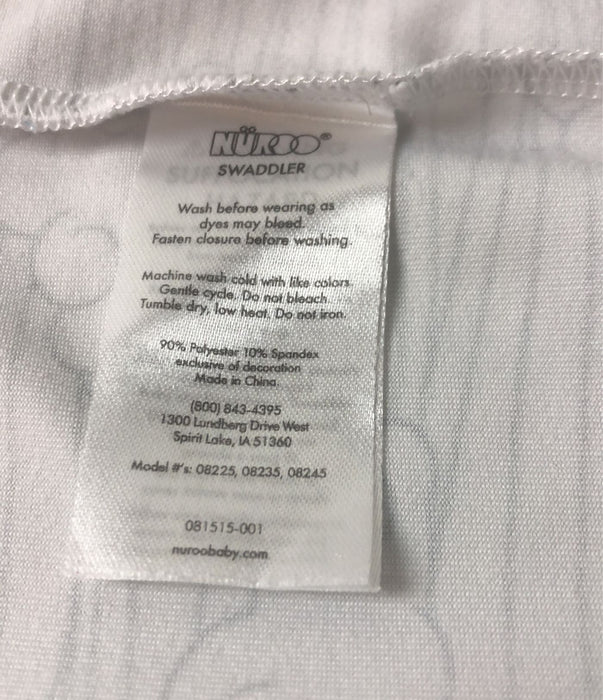 NÜROO®
SWADDLER
Wash before wearing as
dyes may bleed.
Fasten closure before washing.
Machine wash cold with like colors.
Gentle cycle. Do not bleach.
Tumble dry, low heat. Do not iron.
90% Polyester 10% Spandex
exclusive of decoration
Made in China.
(800) 843-4395
1300 Lundberg Drive West
Spirit Lake, IA 51360
Model #'s: 08225, 08235, 08245
081515-001
nuroobaby.com